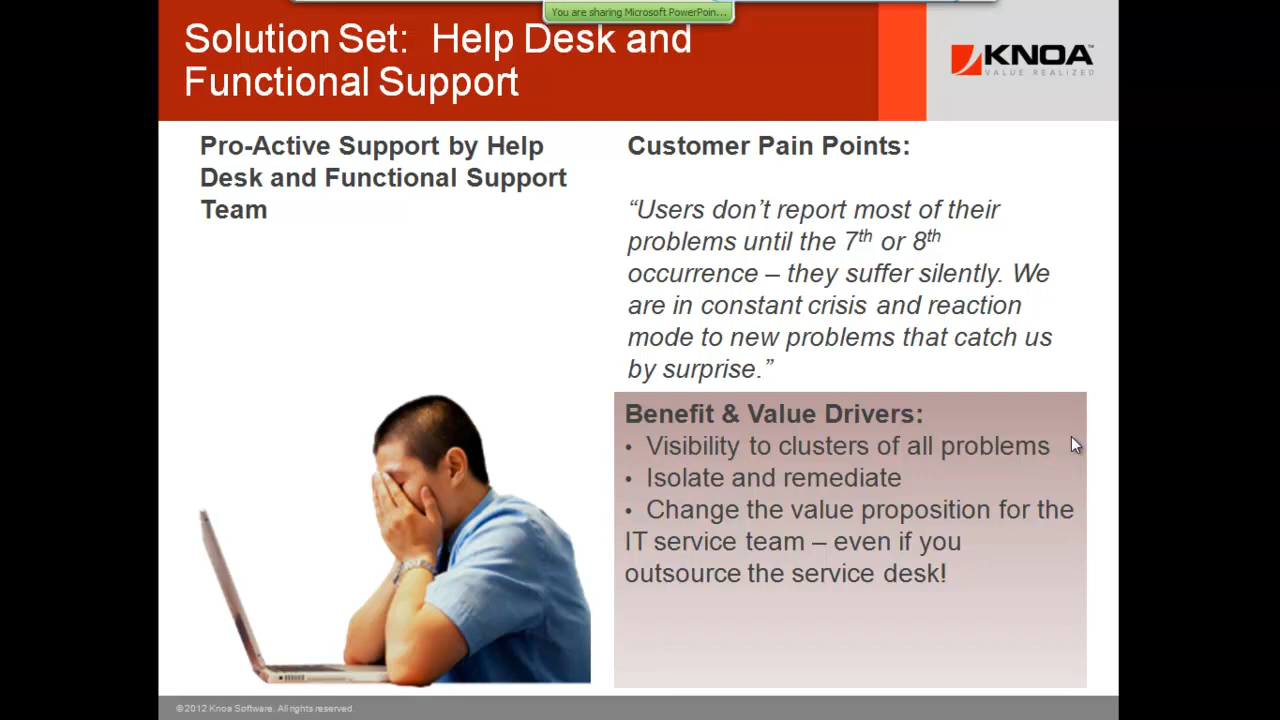 You are sharing Microsoft PowerPoin...
Solution Set: Help Desk and
Functional Support
KNOA™
VALUE REALIZED
Pro-Active Support by Help
Desk and Functional Support
Team
Customer Pain Points:
“Users don’t report most of their
problems until the 7th or 8th
occurrence – they suffer silently. We
are in constant crisis and reaction
mode to new problems that catch us
by surprise.”
Benefit & Value Drivers:
• Visibility to clusters of all problems
• Isolate and remediate
• Change the value proposition for the
IT service team – even if you
outsource the service desk!
©2012 Knoa Software. All rights reserved.